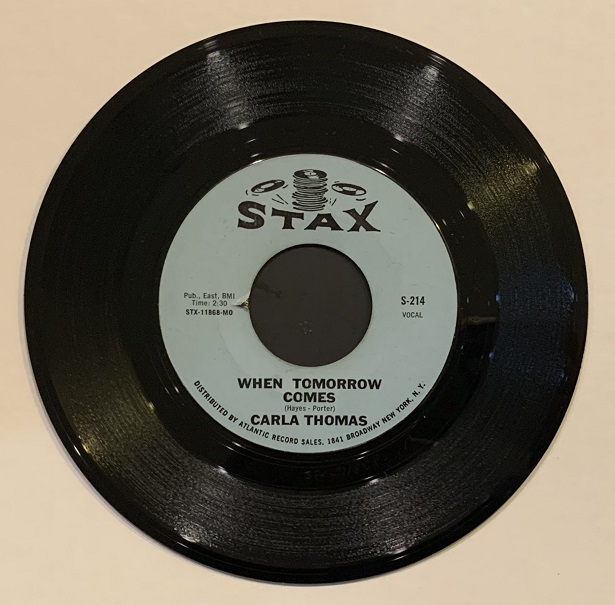 STAX
Pub., East, BMI
Time: 2:30
STX-11868-MO
S-214
VOCAL
WHEN TOMORROW
COMES
(Hayes - Porter)
CARLA THOMAS
DISTRIBUTED BY ATLANTIC RECORD SALES, 1841 BROADWAY NEW YORK, N. Y.